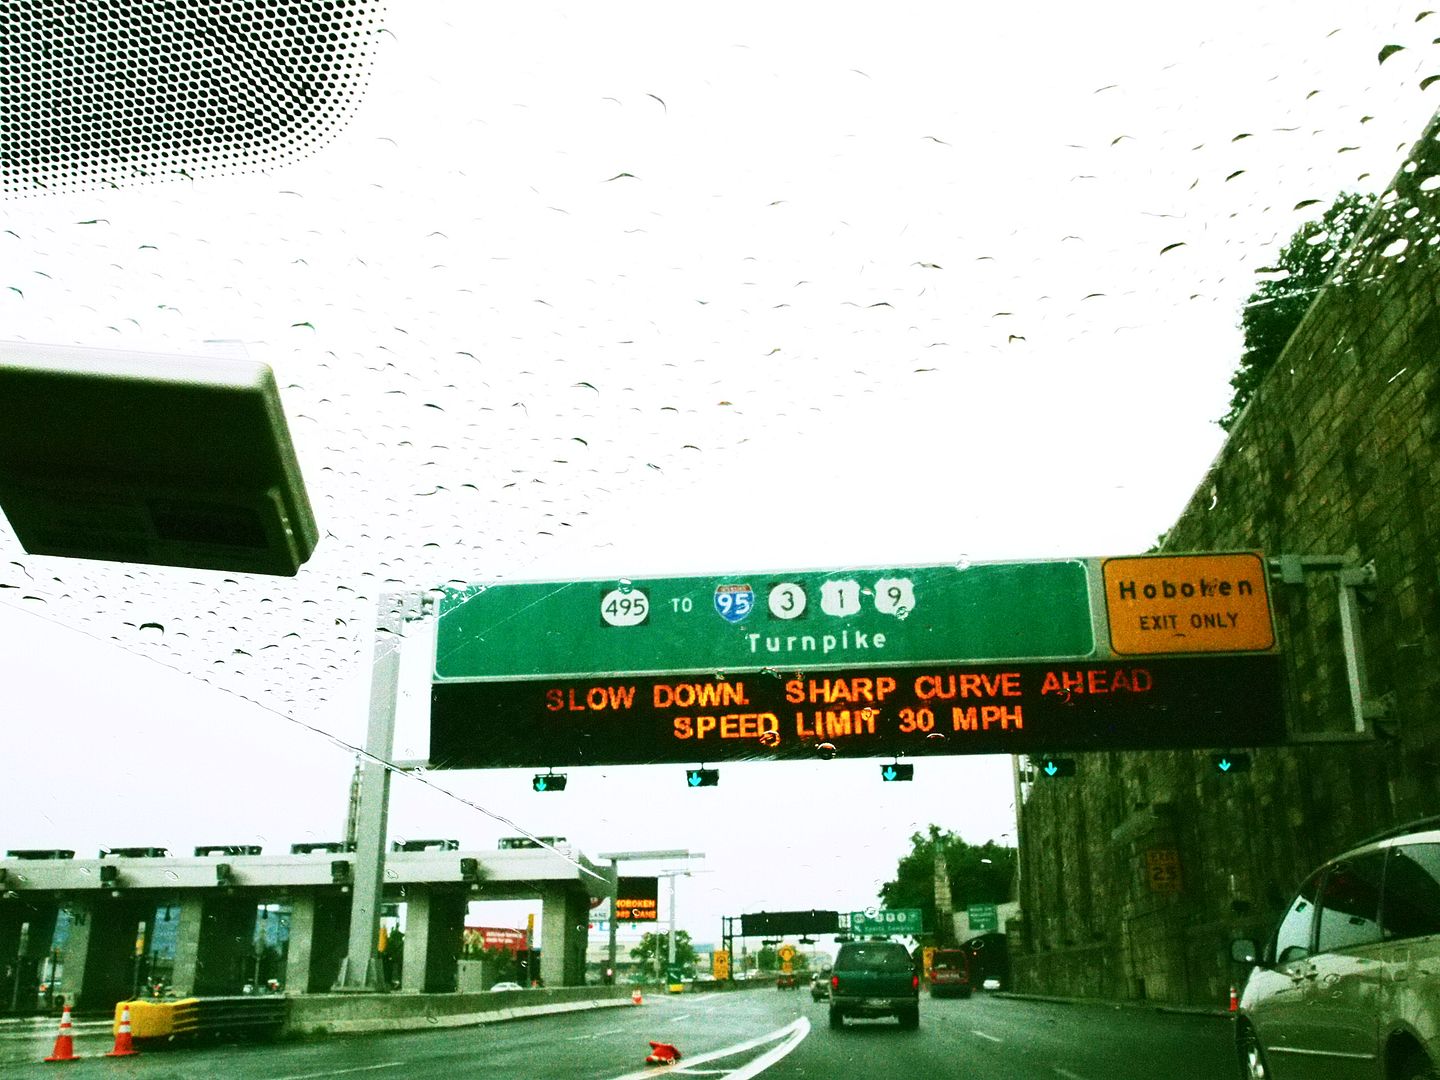 495 TO 95 3 1 9
Turnpike
Hoboken
EXIT ONLY
SLOW DOWN. SHARP CURVE AHEAD
SPEED LIMIT 30 MPH
25
HOBOKEN